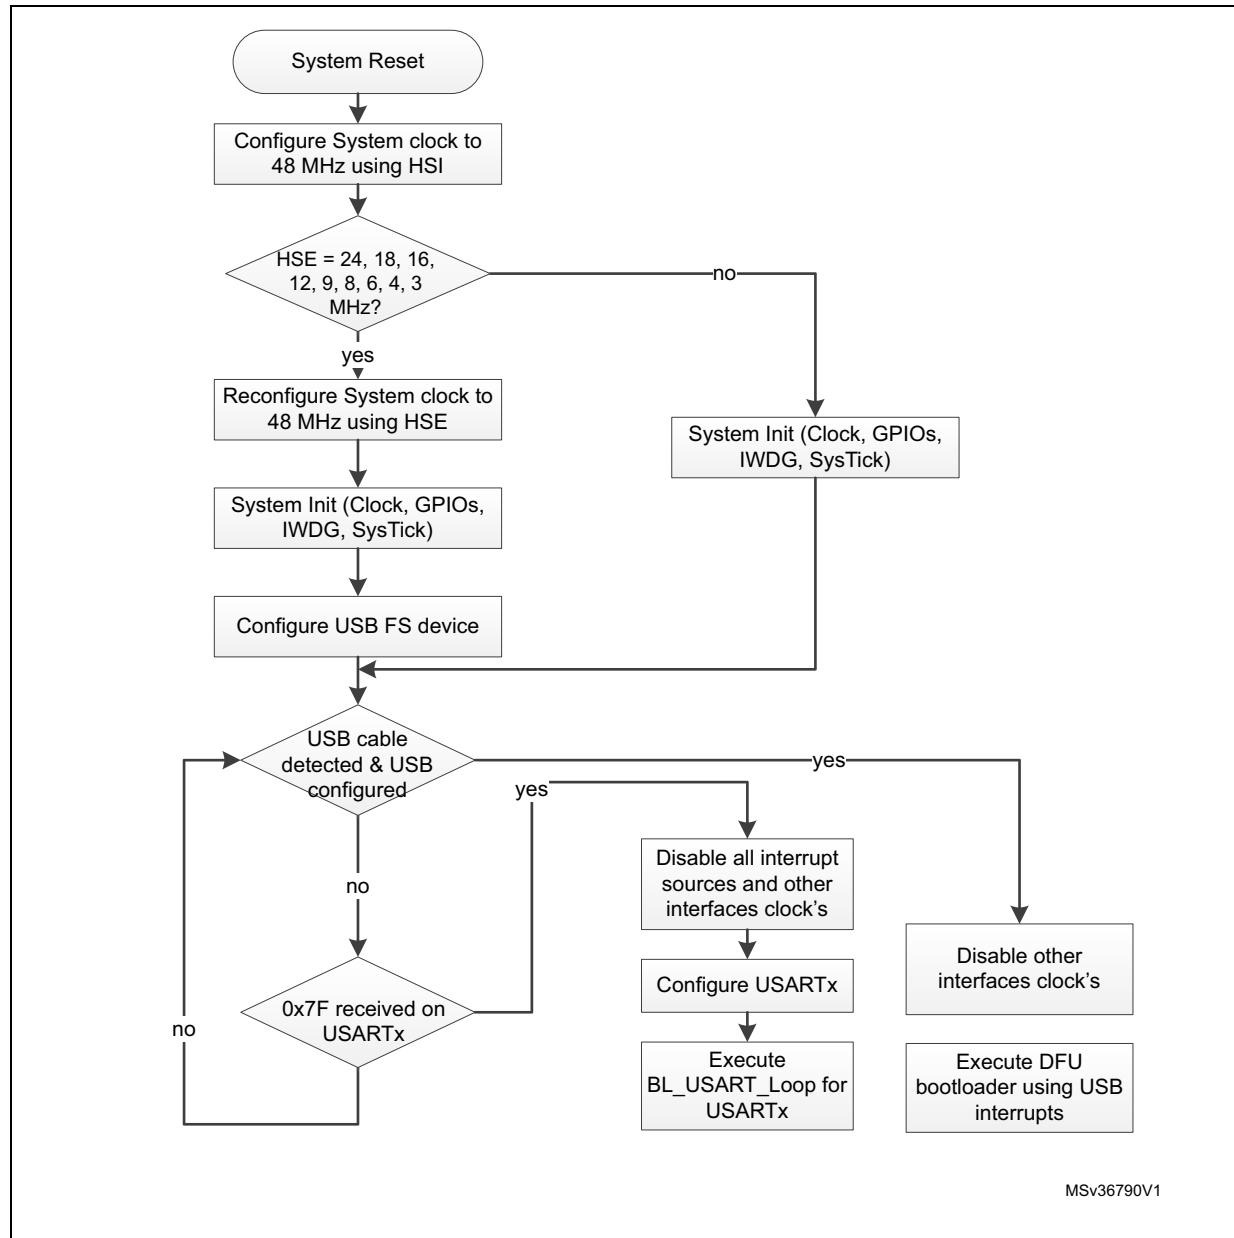 System Reset
Configure System clock to
48 MHz using HSI
HSE = 24, 18, 16,
12, 9, 8, 6, 4, 3
MHz?
no
yes
Reconfigure System clock to
48 MHz using HSE
System Init (Clock, GPIOs,
IWDG, SysTick)
System Init (Clock, GPIOs,
IWDG, SysTick)
Configure USB FS device
USB cable
detected & USB
configured
yes
yes
no
Disable all interrupt
sources and other
interfaces clock's
Disable other
interfaces clock's
Configure USARTx
0x7F received on
USARTx
no
Execute
BL_USART_Loop for
USARTx
Execute DFU
bootloader using USB
interrupts
MSv36790V1